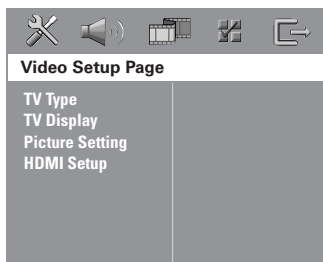 Video Setup Page
TV Type
TV Display
Picture Setting
HDMI Setup